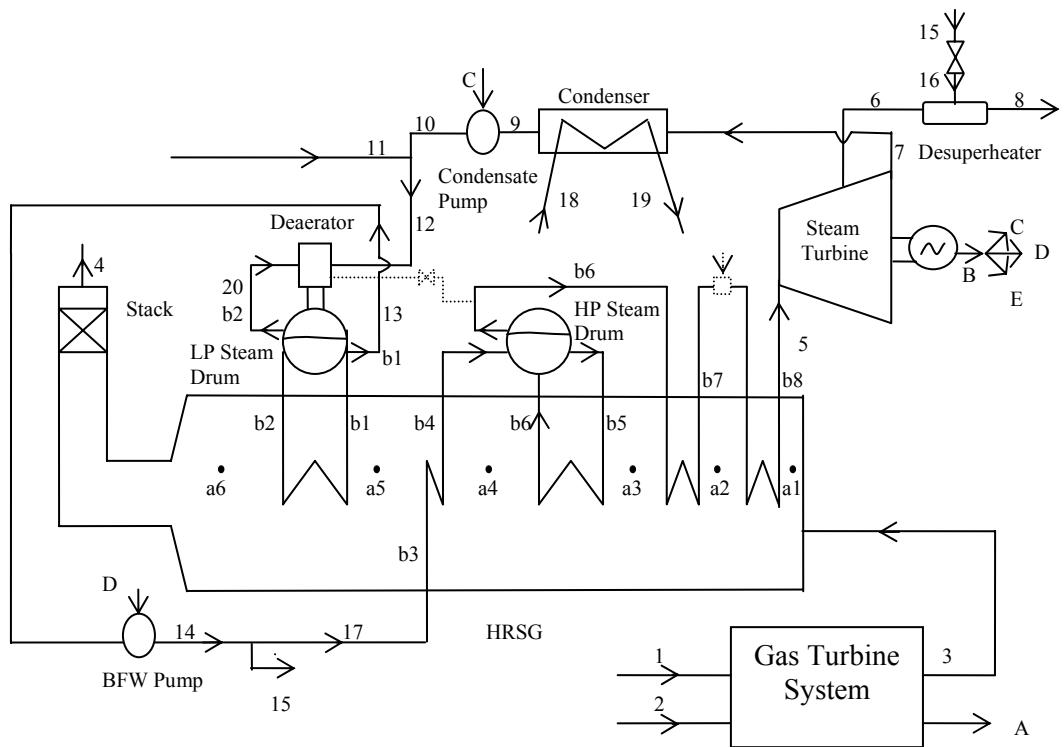 15
C
Condenser
16
6
8
10
9
11
7
Desuperheater
Condensate
Pump
18
19
12
Deaerator
Steam
Turbine
C
D
B
E
4
b6
20
Stack
b2
13
HP Steam
Drum
5
LP Steam
Drum
b1
b7
b8
b2
b1
b4
b6
b5
a6
a5
a4
a3
a2
a1
b3
D
14
17
HRSG
BFW Pump
15
1
Gas Turbine
System
3
2
A